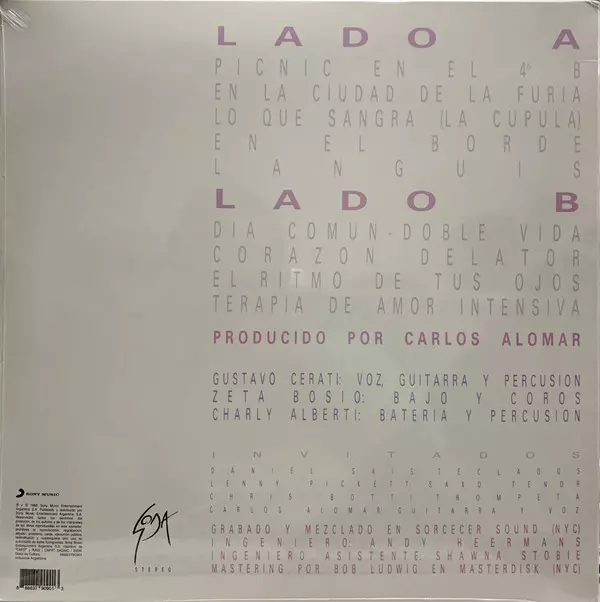 LADO A
PICNIC EN EL 4º B
EN LA CIUDAD DE LA FURIA
LO QUE SANGRA (LA CUPULA)
EN EL BORDE
LANGUIS
LADO B
DIA COMUN-DOBLE VIDA
CORAZON DELATOR
EL RITMO DE TUS OJOS
TERAPIA DE AMOR INTENSIVA
PRODUCIDO POR CARLOS ALOMAR
GUSTAVO CERATI: VOZ, GUITARRA Y PERCUSION
ZETA BOSIO: BAJO Y COROS
CHARLY ALBERTI: BATERIA Y PERCUSION
INVITADOS
DANIEL SAIS TECLADOS
LENNY PICKETT SAXO TENOR
CHRIS BOTTI TROMPETA
CARLOS ALOMAR GUITARRA Y VOZ
GRABADO Y MEZCLADO EN SORCECER SOUND (NYC)
INGENIERO: ANDY HEERMANS
INGENIERO ASISTENTE: SHAWNA STOBIE
MASTERING POR BOB LUDWIG EN MASTERDISK (NYC)
SONY MUSIC
SODA
STEREO